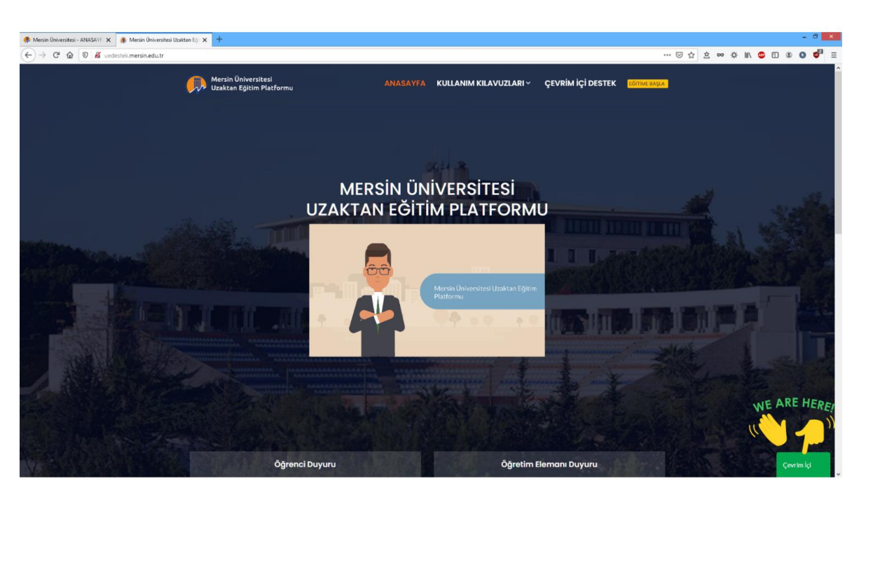 Mersin Üniversitesi - ANASAYF
Mersin Üniversitesi Uzaktan Eğ
uedestek.mersin.edu.tr
Mersin Üniversitesi
Uzaktan Eğitim Platformu
ANASAYFA KULLANIM KILAVUZLARI ÇEVRİM İÇİ DESTEK EĞİTİME BAŞLA
MERSİN ÜNİVERSİTESİ
UZAKTAN EĞİTİM PLATFORMU
Mersin Üniversitesi Uzaktan Eğitim
Platformu
WE ARE HERE!
Öğrenci Duyuru
Öğretim Elemanı Duyuru
Çevrim İçi